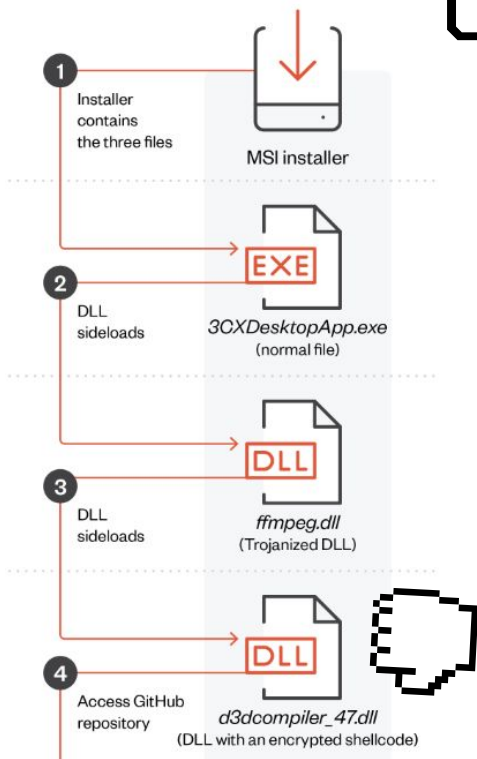 1
Installer
contains
the three files
MSI installer
EXE
2
DLL
sideloads
3CXDesktopApp.exe
(normal file)
DLL
3
DLL
sideloads
ffmpeg.dll
(Trojanized DLL)
DLL
4
Access GitHub
repository
d3dcompiler_47.dll
(DLL with an encrypted shellcode)